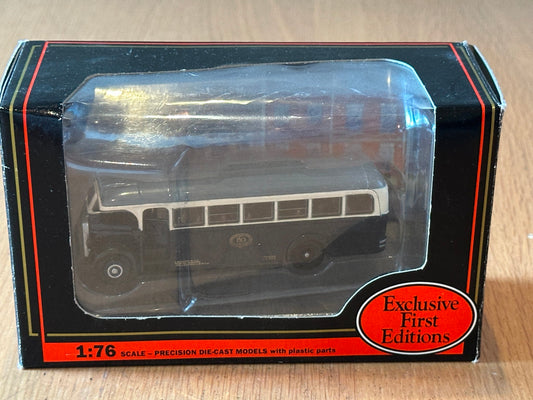 Exclusive
First
Editions
1:76 SCALE – PRECISION DIE-CAST MODELS with plastic parts